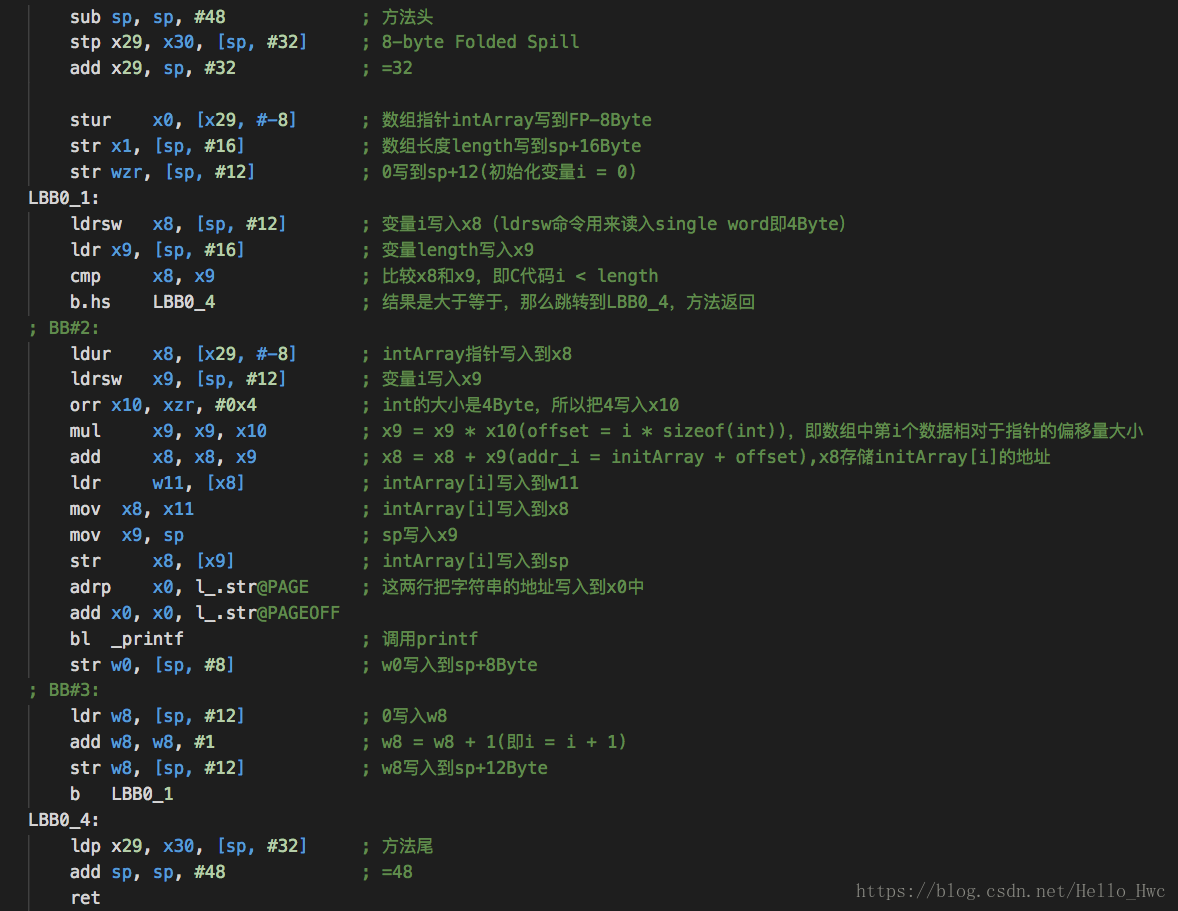 sub sp, sp, #48 ; 方法头
stp x29, x30, [sp, #32] ; 8-byte Folded Spill
add x29, sp, #32 ; =32
stur x0, [x29, #-8] ; 数组指针intArray写到FP-8Byte
str x1, [sp, #16] ; 数组长度length写到sp+16Byte
str wzr, [sp, #12] ; 0写到sp+12(初始化变量i = 0)
LBB0_1:
ldrsw x8, [sp, #12] ; 变量i写入x8（ldrsw命令用来读入single word即4Byte）
ldr x9, [sp, #16] ; 变量length写入x9
cmp x8, x9 ; 比较x8和x9，即C代码i < length
b.hs LBB0_4 ; 结果是大于等于，那么跳转到LBB0_4，方法返回
; BB#2:
ldur x8, [x29, #-8] ; intArray指针写入到x8
ldrsw x9, [sp, #12] ; 变量i写入x9
orr x10, xzr, #0x4 ; int的大小是4Byte，所以把4写入x10
mul x9, x9, x10 ; x9 = x9 * x10(offset = i * sizeof(int))，即数组中第i个数据相对于指针的偏移量大小
add x8, x8, x9 ; x8 = x8 + x9(addr_i = initArray + offset),x8存储initArray[i]的地址
ldr w11, [x8] ; intArray[i]写入到w11
mov x8, x11 ; intArray[i]写入到x8
mov x9, sp ; sp写入x9
str x8, [x9] ; intArray[i]写入到sp
adrp x0, l_.str@PAGE ; 这两行把字符串的地址写入到x0中
add x0, x0, l_.str@PAGEOFF
bl _printf ; 调用printf
str w0, [sp, #8] ; w0写入到sp+8Byte
; BB#3:
ldr w8, [sp, #12] ; 0写入w8
add w8, w8, #1 ; w8 = w8 + 1(即i = i + 1)
str w8, [sp, #12] ; w8写入到sp+12Byte
b LBB0_1
LBB0_4:
ldp x29, x30, [sp, #32] ; 方法尾
add sp, sp, #48 ; =48
ret
https://blog.csdn.net/Hello_Hwc